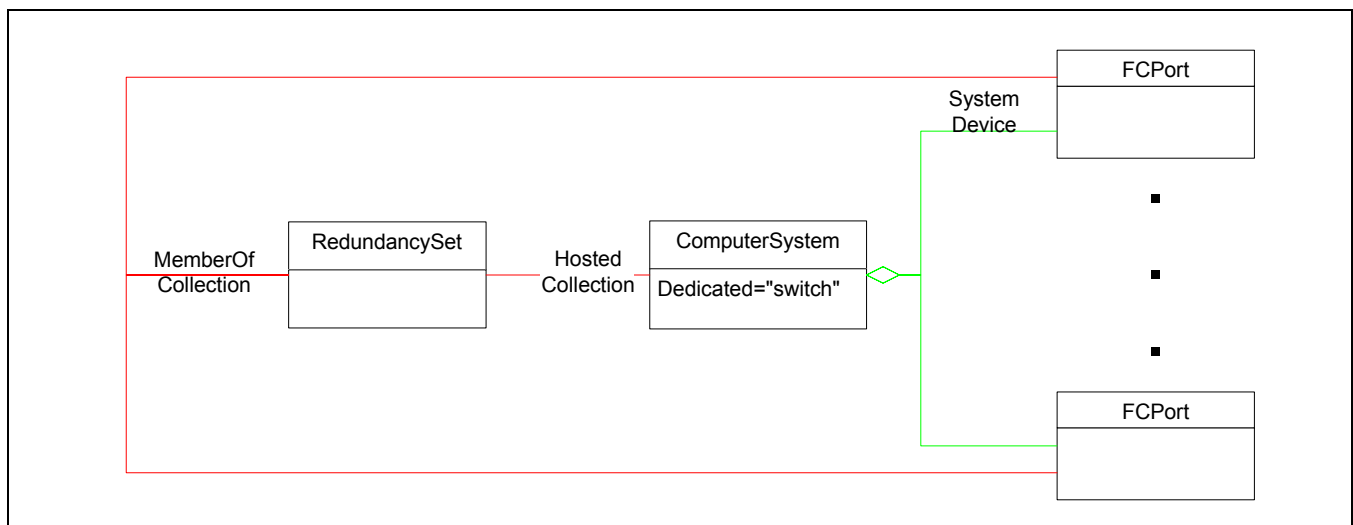 FCPort
System
Device
RedundancySet
ComputerSystem
MemberOf
Collection
Hosted
Collection
Dedicated="switch"
FCPort